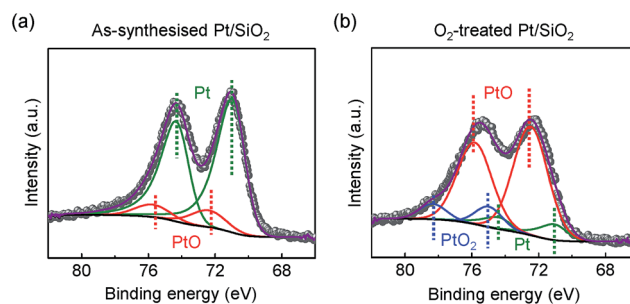 (a)
As-synthesised Pt/SiO₂
Pt
PtO
Intensity (a.u.)
80 76 72 68
Binding energy (eV)
(b)
O₂-treated Pt/SiO₂
PtO
PtO₂
Pt
Intensity (a.u.)
80 76 72 68
Binding energy (eV)